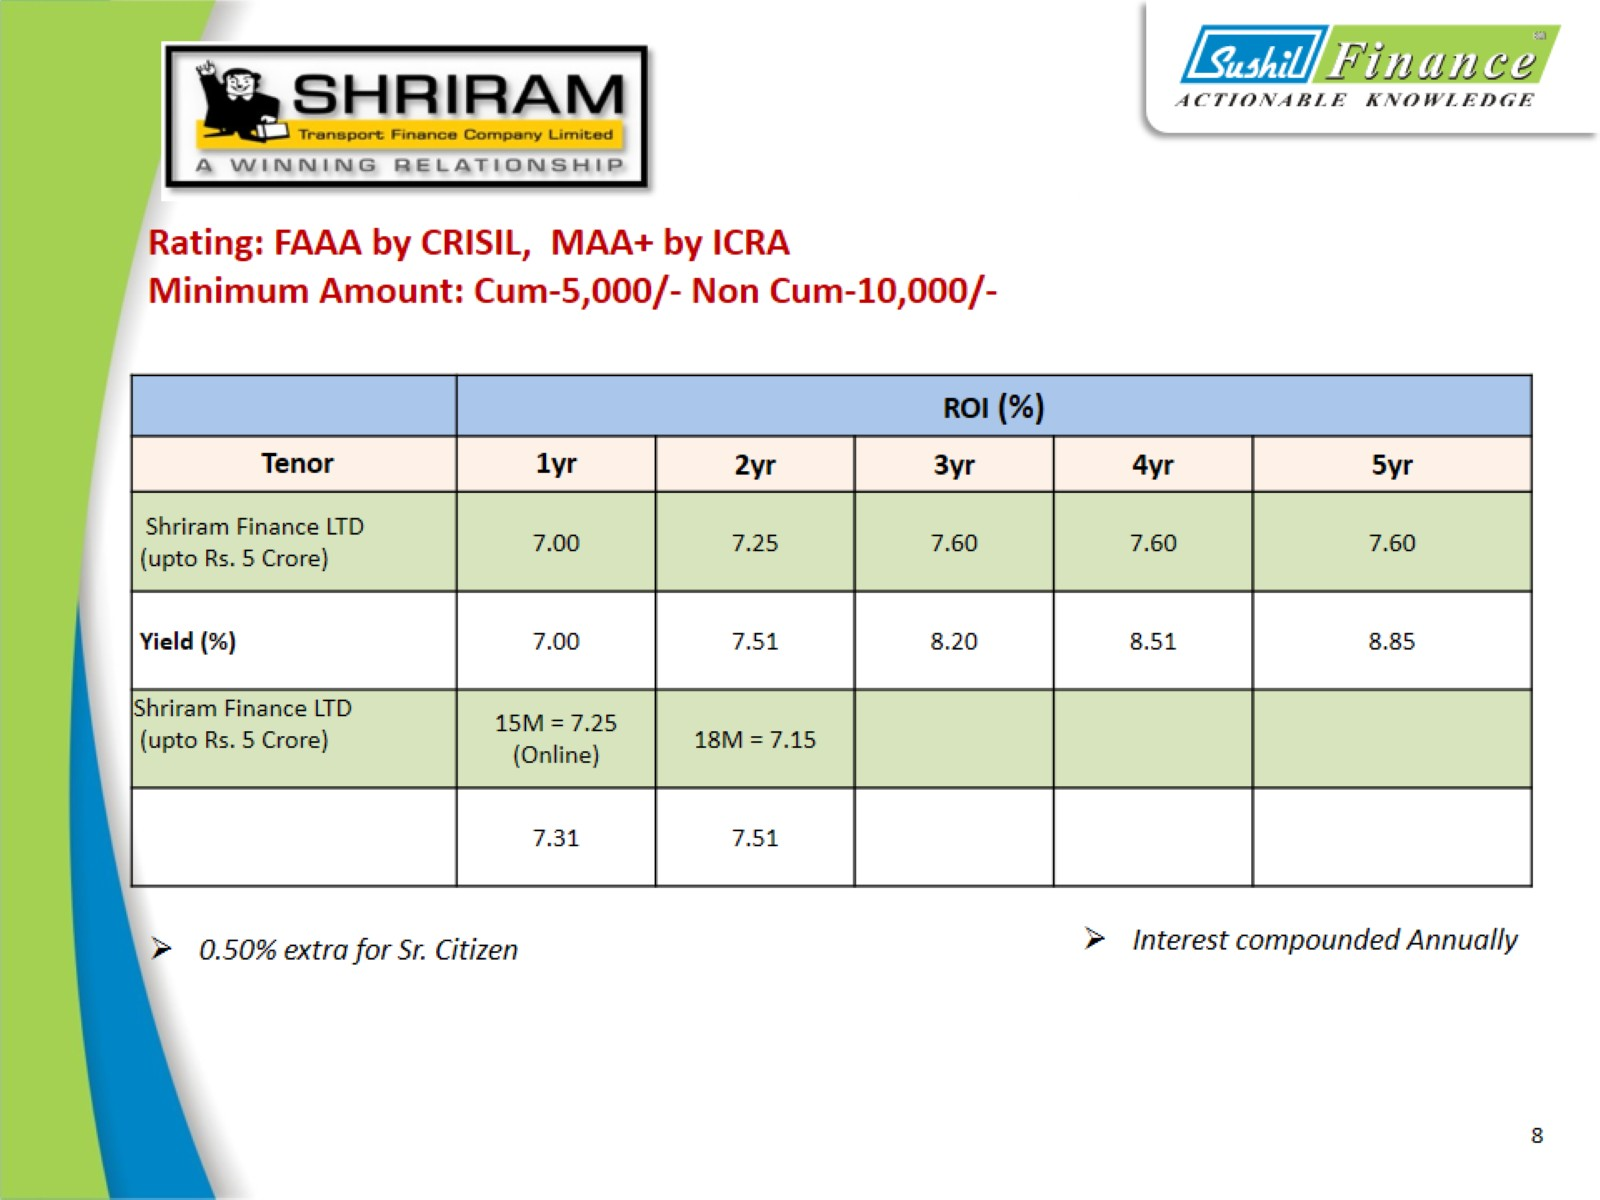 SHRIRAM
Transport Finance Company Limited
A WINNING RELATIONSHIP
Sushil Finance
ACTIONABLE KNOWLEDGE
Rating: FAAA by CRISIL, MAA+ by ICRA
Minimum Amount: Cum-5,000/- Non Cum-10,000/-
ROI (%)
Tenor 1yr 2yr 3yr 4yr 5yr
Shriram Finance LTD
(upto Rs. 5 Crore) 7.00 7.25 7.60 7.60 7.60
Yield (%) 7.00 7.51 8.20 8.51 8.85
Shriram Finance LTD
(upto Rs. 5 Crore) 15M = 7.25
(Online) 18M = 7.15
7.31 7.51
➢ 0.50% extra for Sr. Citizen
➢ Interest compounded Annually
8